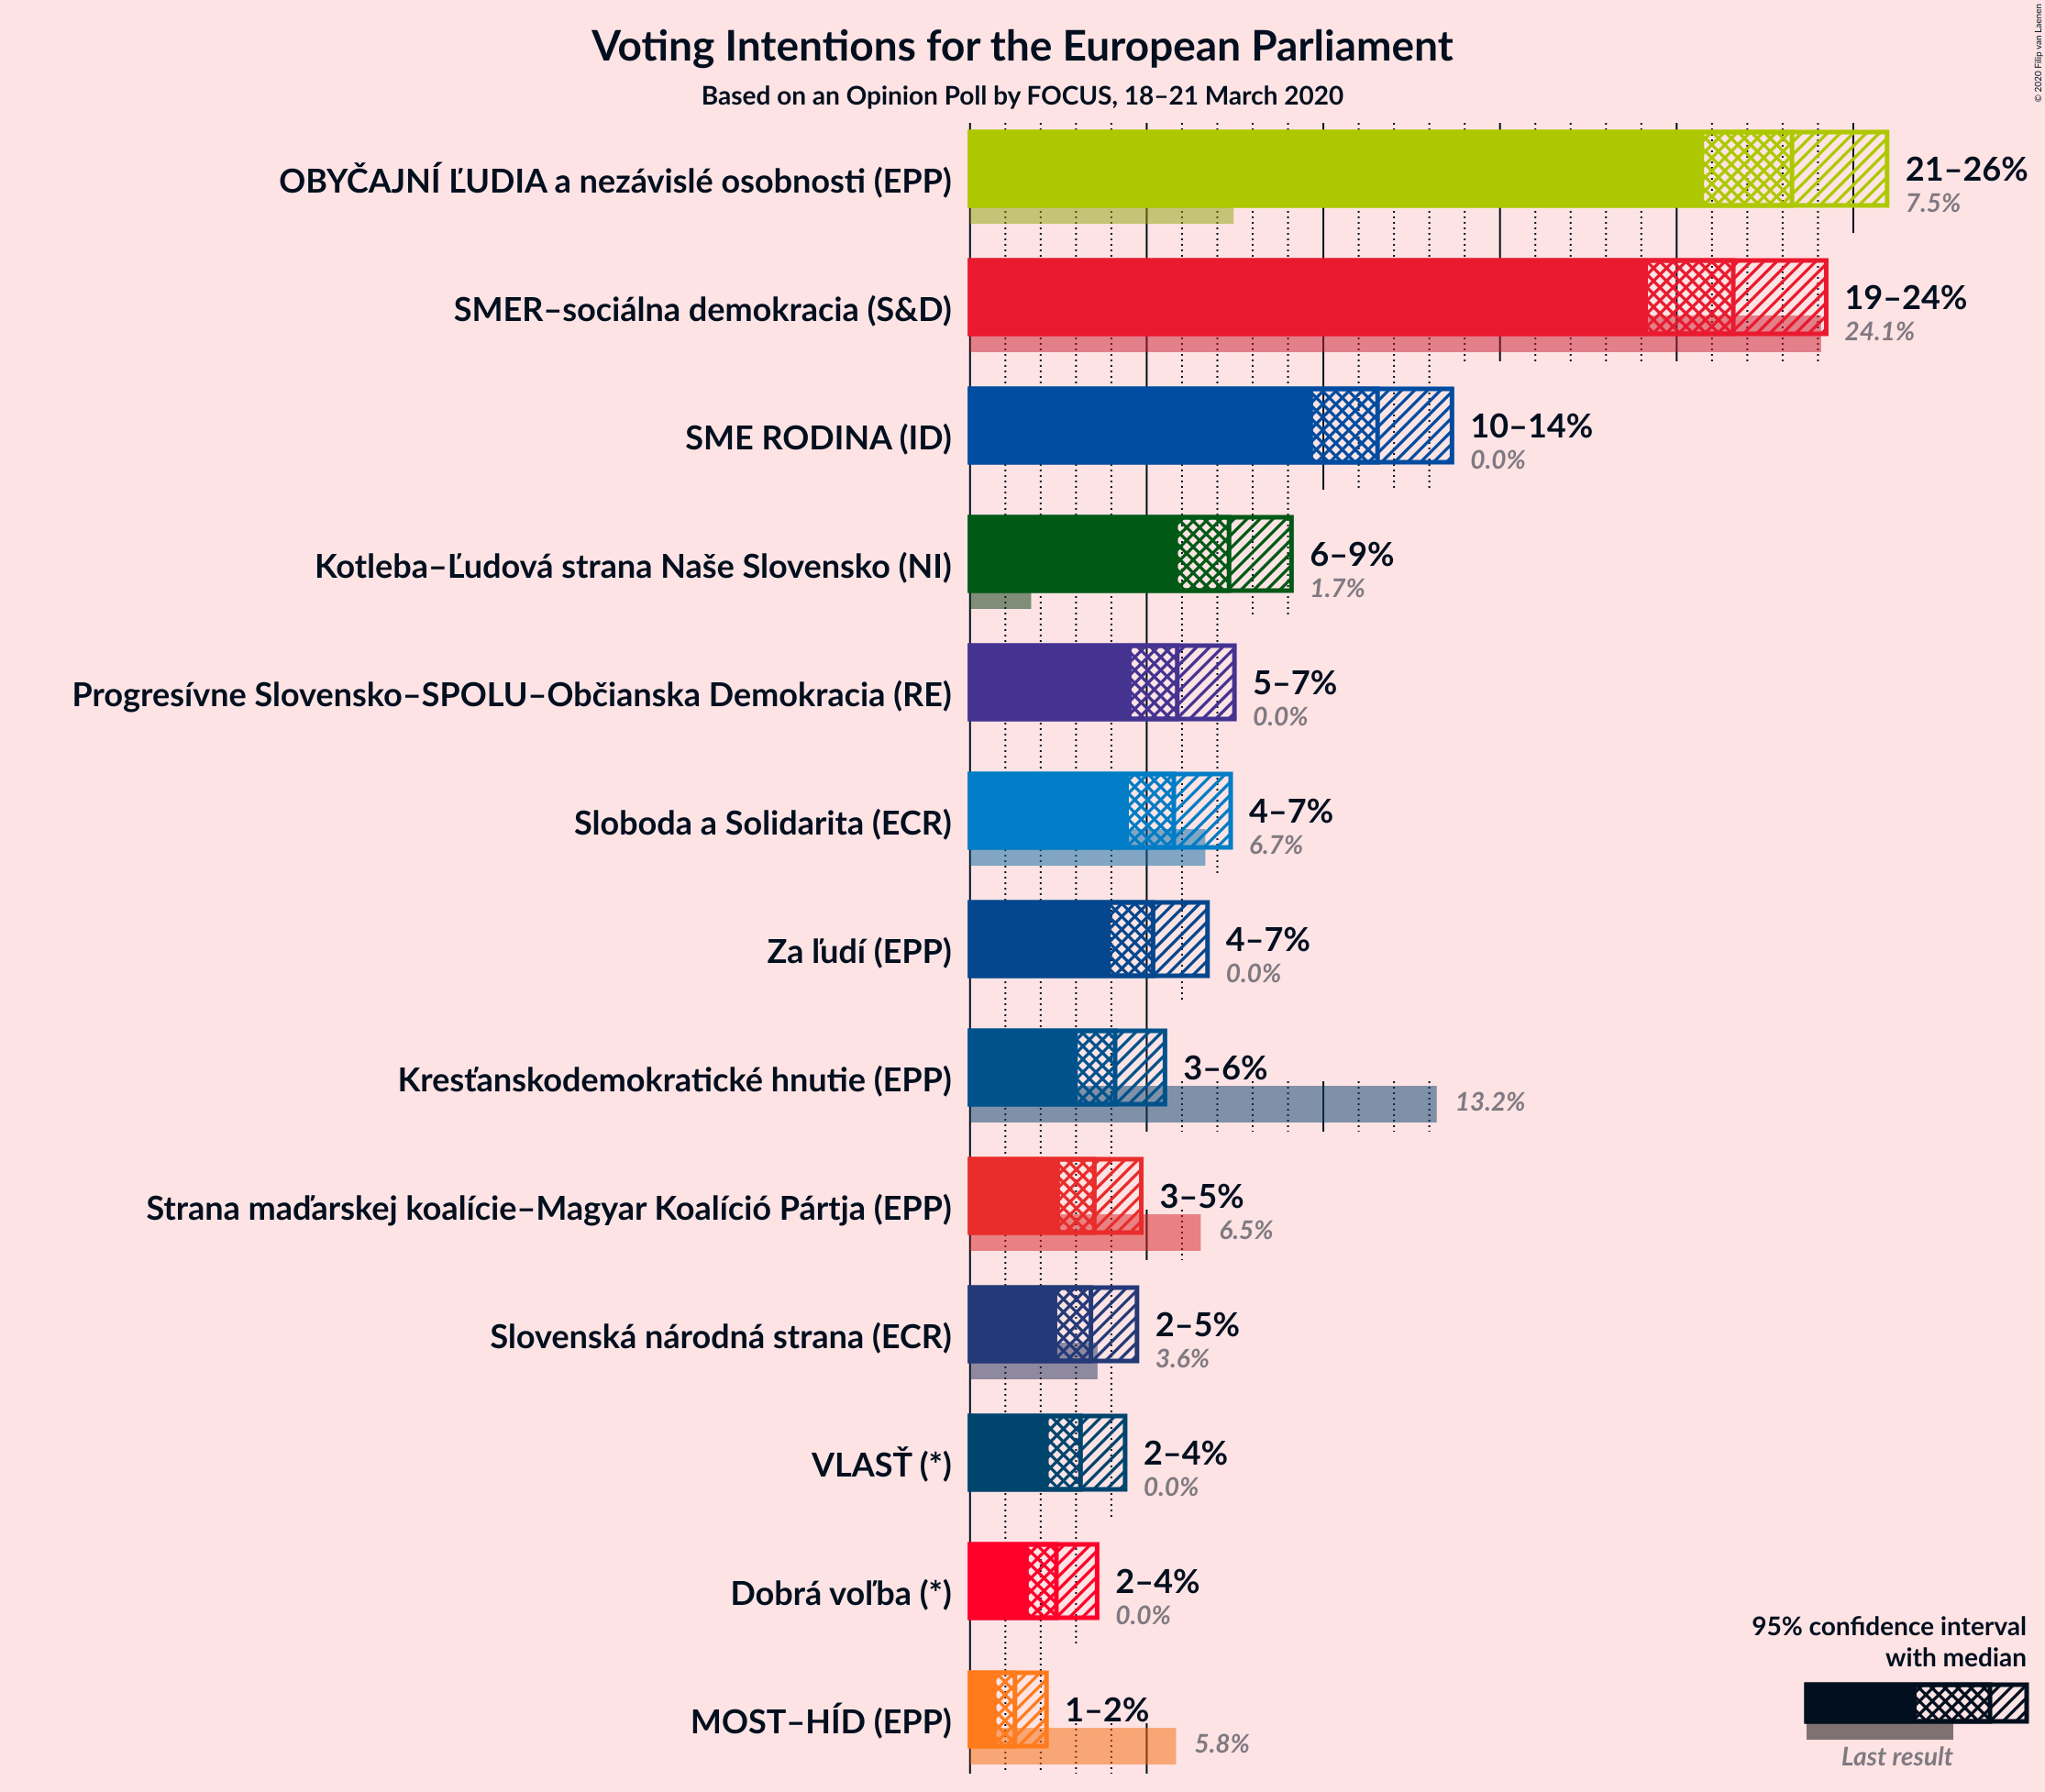 Voting Intentions for the European Parliament
Based on an Opinion Poll by FOCUS, 18–21 March 2020
© 2020 Filip van Laenen
OBYČAJNÍ ĽUDIA a nezávislé osobnosti (EPP)
21–26%
7.5%
SMER–sociálna demokracia (S&D)
19–24%
24.1%
SME RODINA (ID)
10–14%
0.0%
Kotleba–Ľudová strana Naše Slovensko (NI)
6–9%
1.7%
Progresívne Slovensko–SPOLU–Občianska Demokracia (RE)
5–7%
0.0%
Sloboda a Solidarita (ECR)
4–7%
6.7%
Za ľudí (EPP)
4–7%
0.0%
Kresťanskodemokratické hnutie (EPP)
3–6%
13.2%
Strana maďarskej koalície–Magyar Koalíció Pártja (EPP)
3–5%
6.5%
Slovenská národná strana (ECR)
2–5%
3.6%
VLASŤ (*)
2–4%
0.0%
Dobrá voľba (*)
2–4%
0.0%
MOST–HÍD (EPP)
1–2%
5.8%
95% confidence interval
with median
Last result